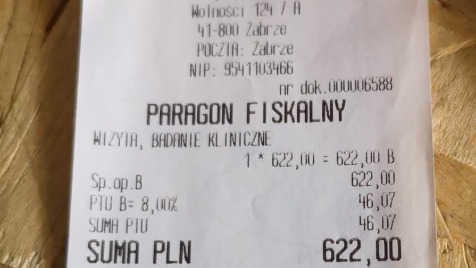 Wolności 124 / A
41-800 Zabrze
POCZTA: Zabrze
NIP: 9541103466
nr dok.000006588
PARAGON FISKALNY
WIZYTA, BADANIE KLINICZNE
1 * 622,00 = 622,00 B
Sp.op.B 622,00
PTU B= 8,00% 46,07
SUMA PTU 46,07
SUMA PLN 622,00